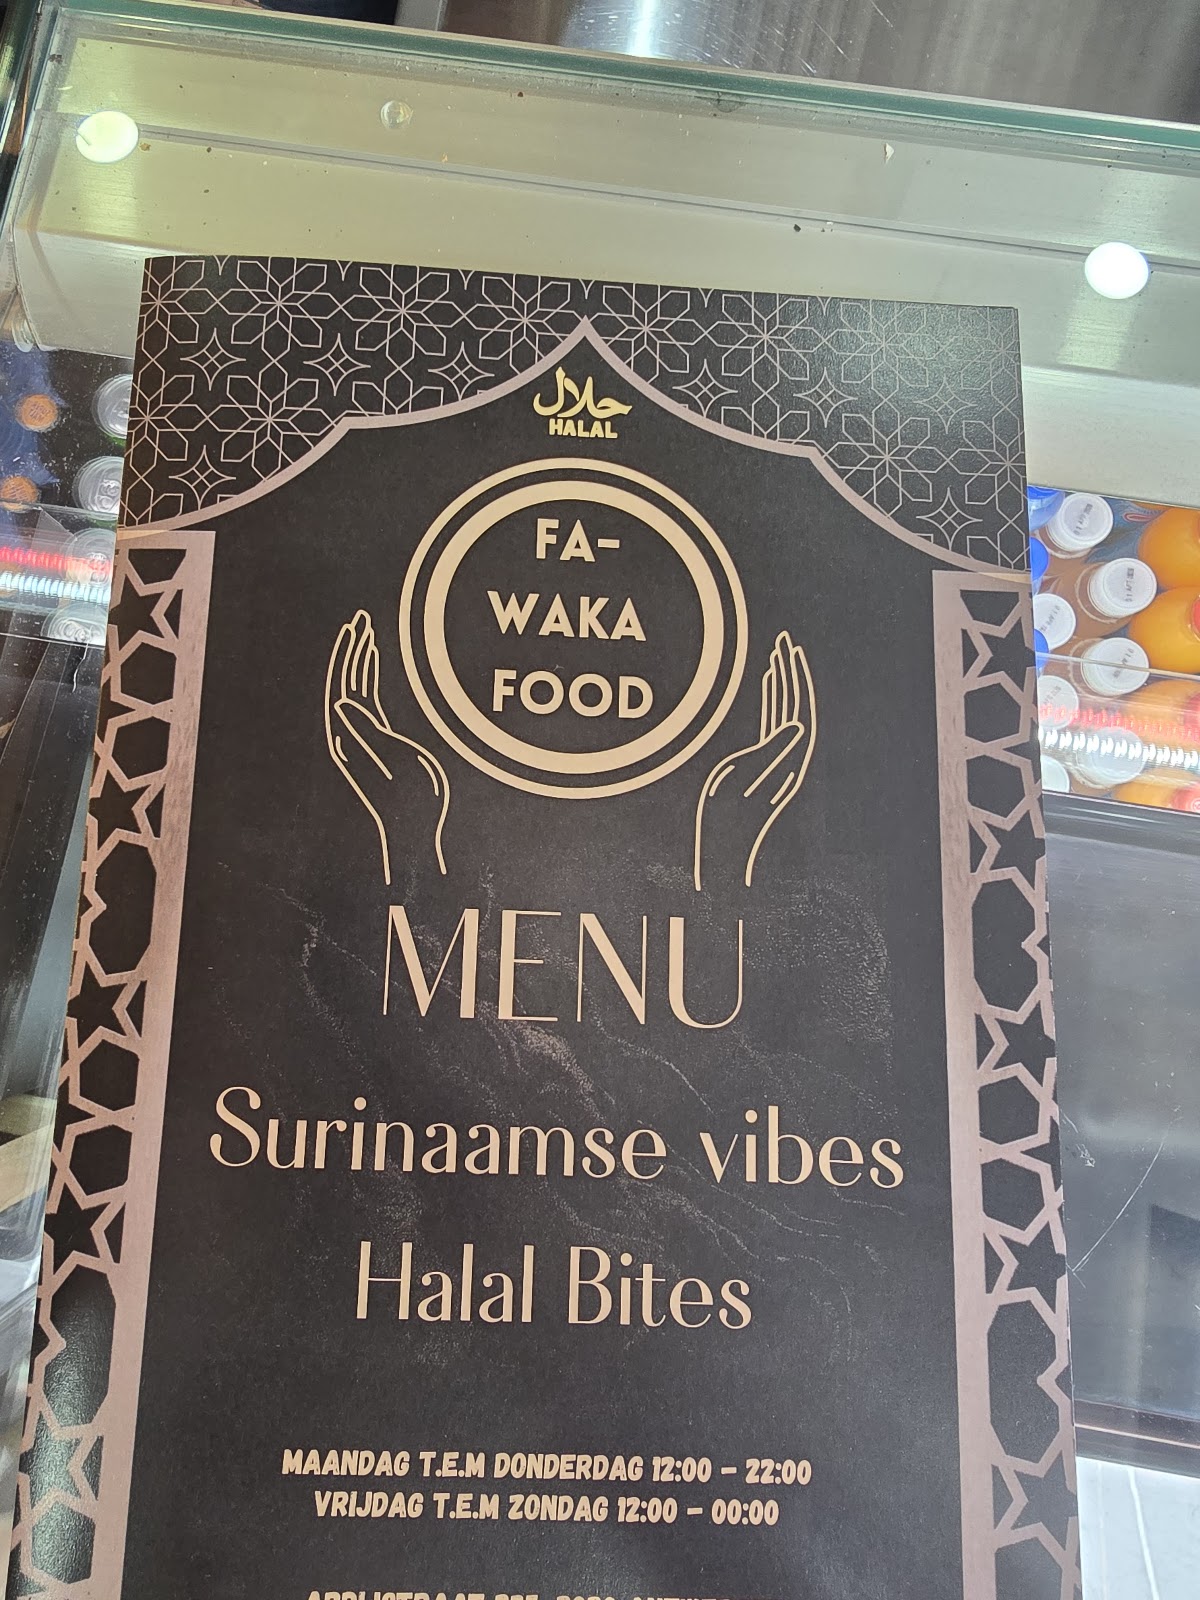 حلال
HALAL
FA-
WAKA
FOOD
MENU
Surinaamse vibes
Halal Bites
MAANDAG T.E.M DONDERDAG 12:00 - 22:00
VRIJDAG T.E.M ZONDAG 12:00 - 00:00